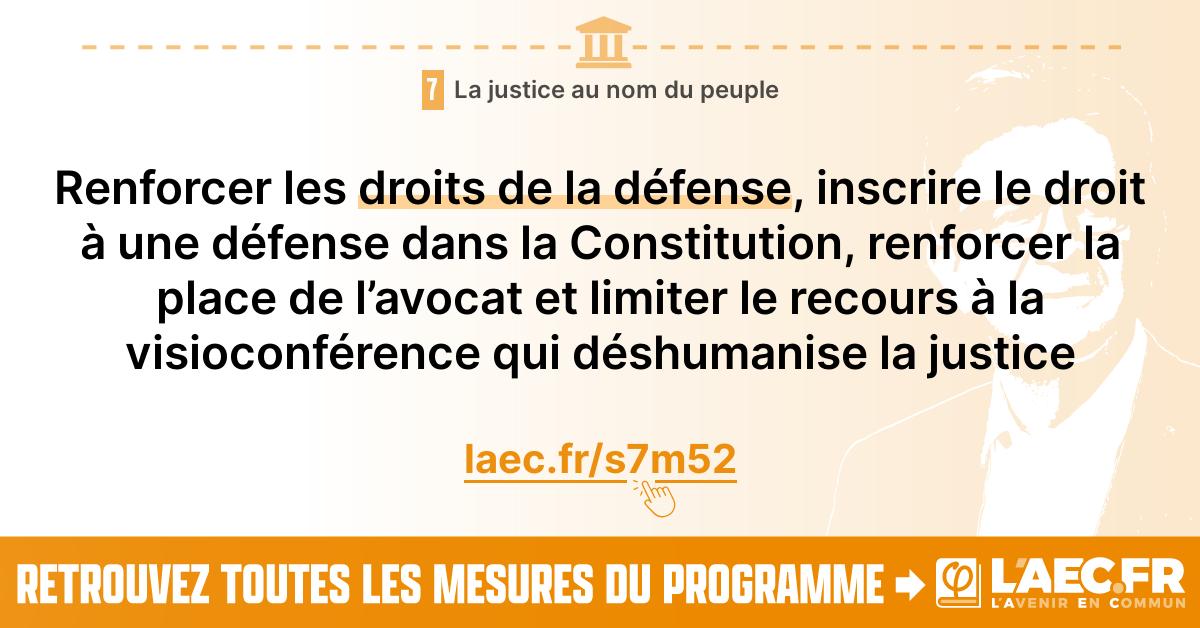 7 La justice au nom du peuple
Renforcer les droits de la défense, inscrire le droit
à une défense dans la Constitution, renforcer la
place de l’avocat et limiter le recours à la
visioconférence qui déshumanise la justice
laec.fr/s7m52
RETROUVEZ TOUTES LES MESURES DU PROGRAMME
φ L'AEC.FR
L'AVENIR EN COMMUN